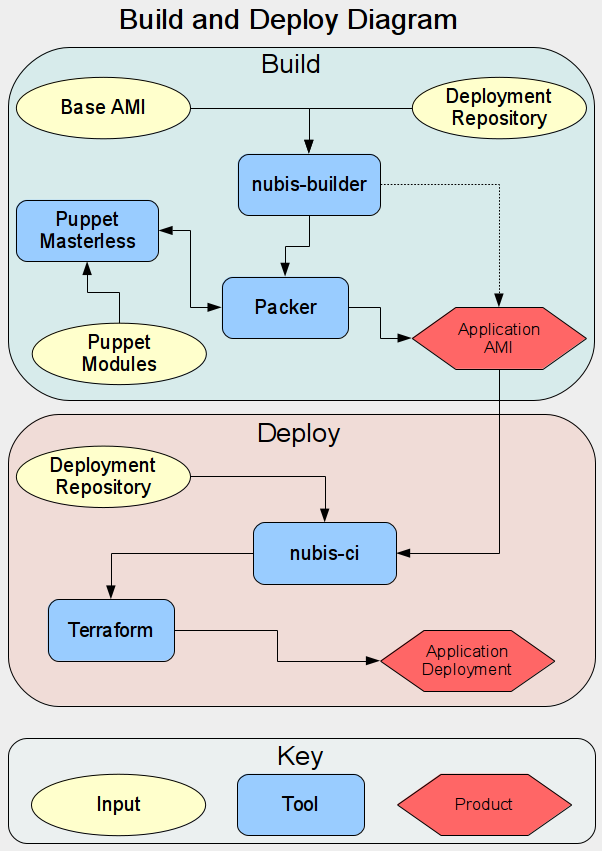 Build and Deploy Diagram
Build
Base AMI
Deployment
Repository
nubis-builder
Puppet
Masterless
Packer
Application
AMI
Puppet
Modules
Deploy
Deployment
Repository
nubis-ci
Terraform
Application
Deployment
Key
Input
Tool
Product